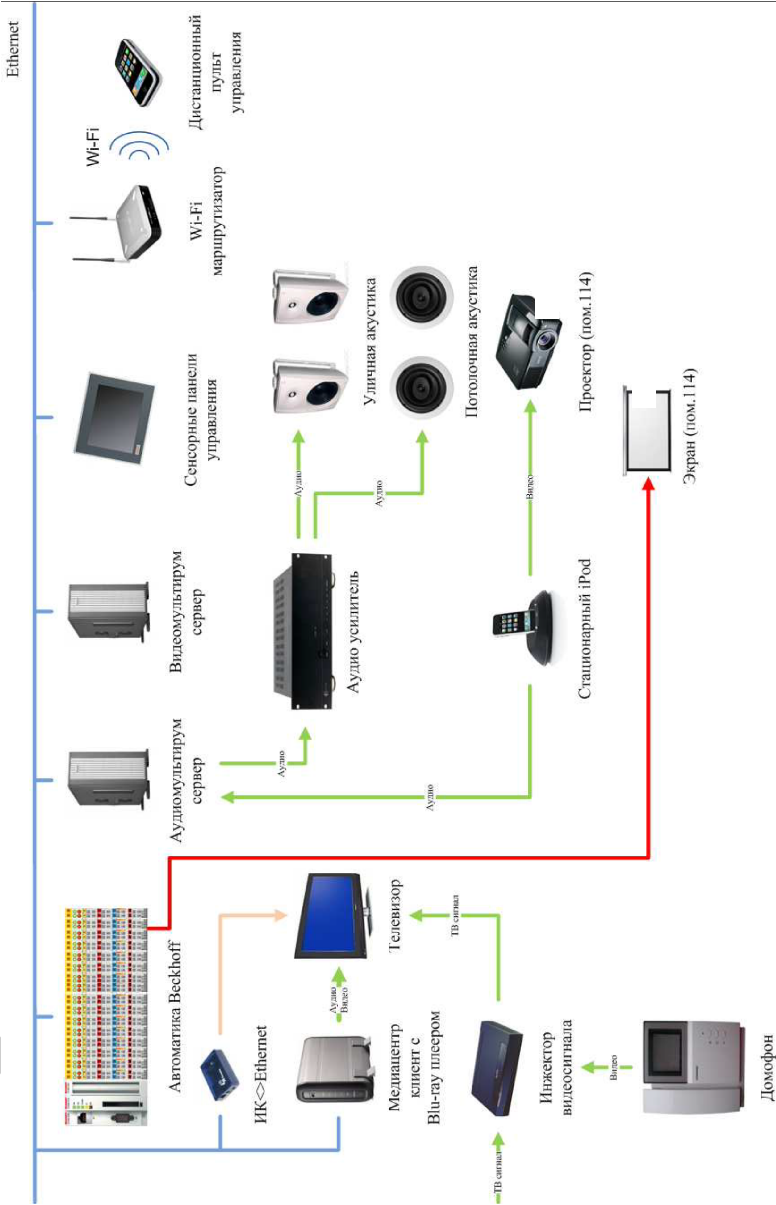 Ethernet
Дистанционный
пульт
управления
Wi-Fi
Wi-Fi
маршрутизатор
Сенсорные панели
управления
Видеомультирум
сервер
Аудиомультирум
сервер
Автоматика Beckhoff
Уличная акустика
Потолочная акустика
Аудио
Аудио
Аудио усилитель
Аудио
Проектор (пом.114)
Видео
Стационарный iPod
Аудио
Экран (пом.114)
ИК<>Ethernet
Телевизор
Аудио
Видео
Медиацентр
клиент с
Blu-ray плеером
ТВ сигнал
Инжектор
видеосигнала
ТВ сигнал
Видео
Домофон